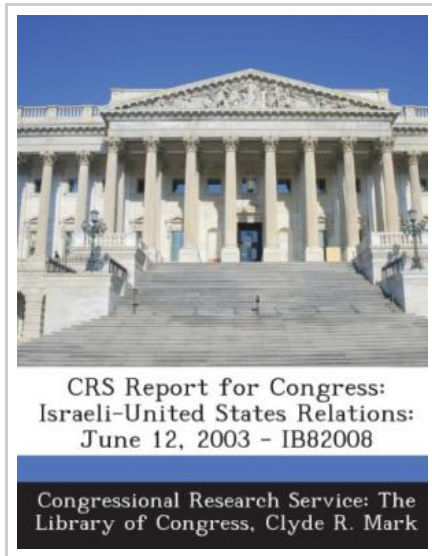 CRS Report for Congress:
Israeli-United States Relations:
June 12, 2003 - IB82008
Congressional Research Service: The
Library of Congress, Clyde R. Mark